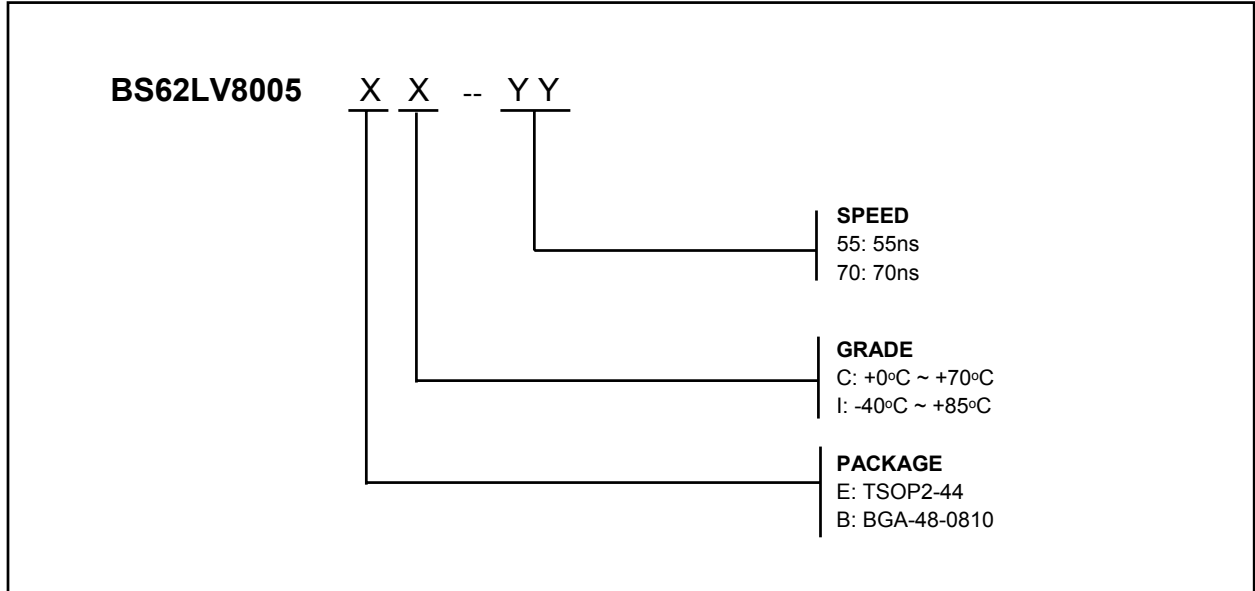 BS62LV8005 X X -- Y Y
SPEED
55: 55ns
70: 70ns
GRADE
C: +0oC ~ +70oC
I: -40oC ~ +85oC
PACKAGE
E: TSOP2-44
B: BGA-48-0810